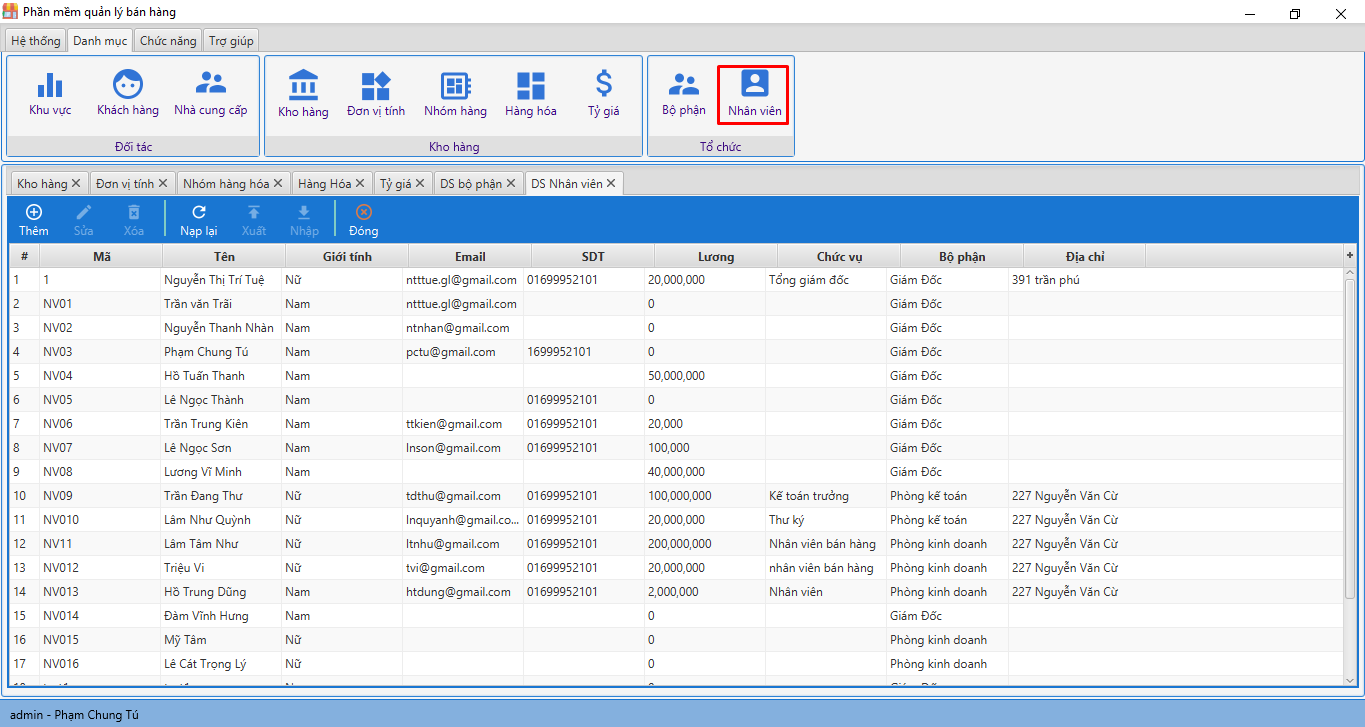 Phần mềm quản lý bán hàng
Hệ thống Danh mục Chức năng Trợ giúp
Khu vực Khách hàng Nhà cung cấp Kho hàng Đơn vị tính Nhóm hàng Hàng hóa Tỷ giá Bộ phận Nhân viên
Đối tác Kho hàng Tổ chức
Kho hàng Đơn vị tính Nhóm hàng hóa Hàng Hóa Tỷ giá DS bộ phận DS Nhân viên
Thêm Sửa Xóa Nạp lại Xuất Nhập Đóng
# Mã Tên Giới tính Email SDT Lương Chức vụ Bộ phận Địa chỉ +
1 1 Nguyễn Thị Trí Tuệ Nữ ntttue.gl@gmail.com 01699952101 20,000,000 Tổng giám đốc Giám Đốc 391 trần phú
2 NV01 Trần văn Trãi Nam ntttue.gl@gmail.com 0 Giám Đốc
3 NV02 Nguyễn Thanh Nhàn Nam ntnhan@gmail.com 0 Giám Đốc
4 NV03 Phạm Chung Tú Nam pctu@gmail.com 1699952101 0 Giám Đốc
5 NV04 Hồ Tuấn Thanh Nam 50,000,000 Giám Đốc
6 NV05 Lê Ngọc Thành Nam 01699952101 0 Giám Đốc
7 NV06 Trần Trung Kiên Nam ttkien@gmail.com 01699952101 20,000 Giám Đốc
8 NV07 Lê Ngọc Sơn Nam lnson@gmail.com 01699952101 100,000 Giám Đốc
9 NV08 Lương Vĩ Minh Nam 40,000,000 Giám Đốc
10 NV09 Trần Đang Thư Nữ tdthu@gmail.com 01699952101 100,000,000 Kế toán trưởng Phòng kế toán 227 Nguyễn Văn Cừ
11 NV010 Lâm Như Quỳnh Nữ lnquyanh@gmail.co... 01699952101 20,000,000 Thư ký Phòng kế toán 227 Nguyễn Văn Cừ
12 NV11 Lâm Tâm Như Nữ ltnhu@gmail.com 01699952101 200,000,000 Nhân viên bán hàng Phòng kinh doanh 227 Nguyễn Văn Cừ
13 NV012 Triệu Vi Nữ tvi@gmail.com 01699952101 20,000,000 nhân viên bán hàng Phòng kinh doanh 227 Nguyễn Văn Cừ
14 NV013 Hồ Trung Dũng Nam htdung@gmail.com 01699952101 2,000,000 Nhân viên Phòng kinh doanh 227 Nguyễn Văn Cừ
15 NV014 Đàm Vĩnh Hưng Nam 0 Giám Đốc
16 NV015 Mỹ Tâm Nữ 0 Phòng kinh doanh
17 NV016 Lê Cát Trọng Lý Nữ 0 Phòng kinh doanh
admin - Phạm Chung Tú